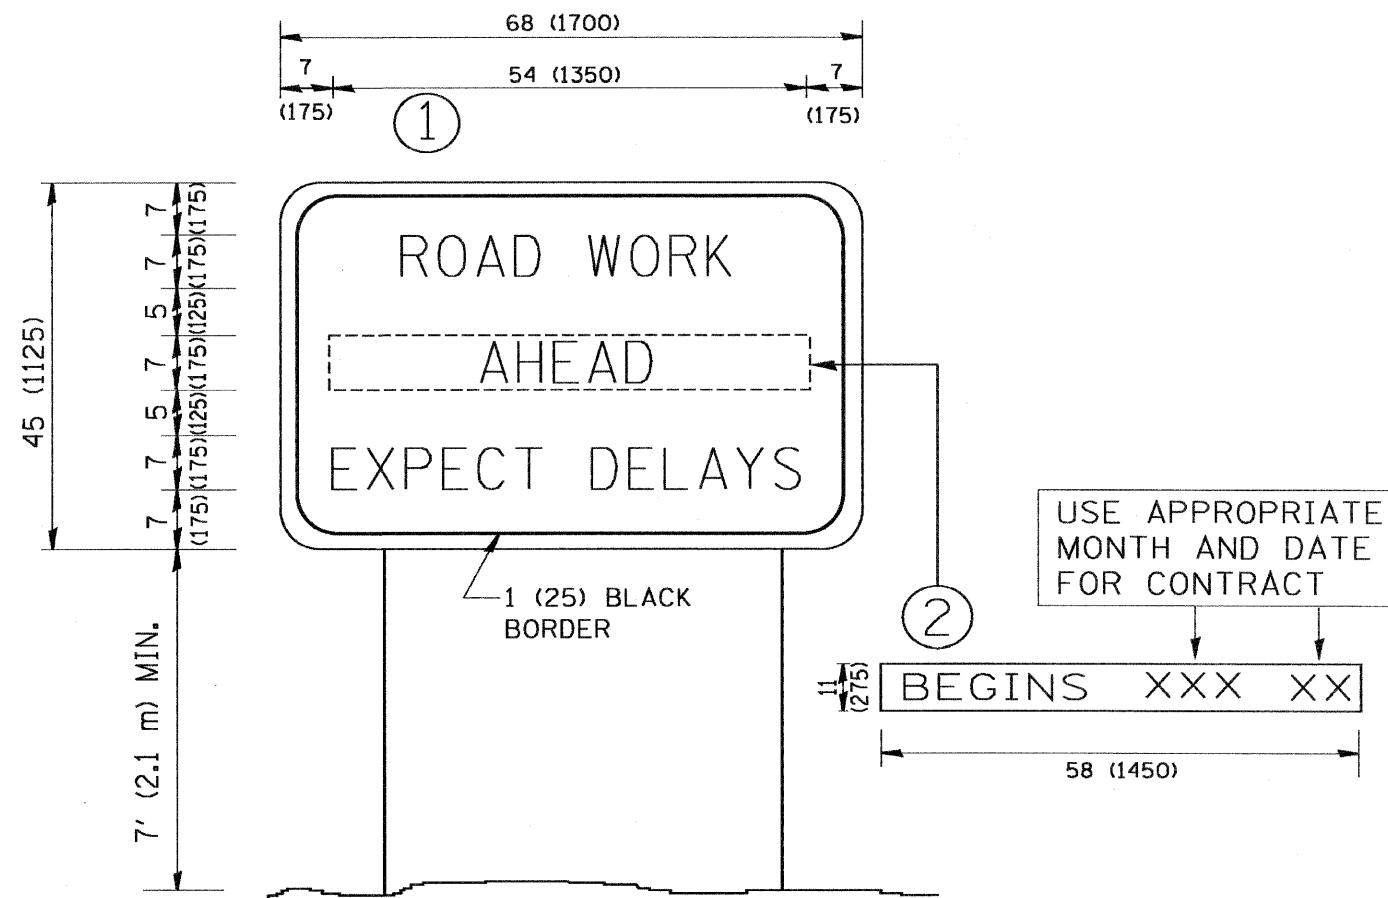 68 (1700)
7
54 (1350)
7
(175)
(175)
1
45 (1125)
7 (175)
7 (175)
5 (125)
7 (175)
5 (125)
7 (175)
7 (175)
ROAD WORK
AHEAD
EXPECT DELAYS
1 (25) BLACK
BORDER
7' (2.1 m) MIN.
USE APPROPRIATE
MONTH AND DATE
FOR CONTRACT
2
11
(275)
BEGINS XXX XX
58 (1450)